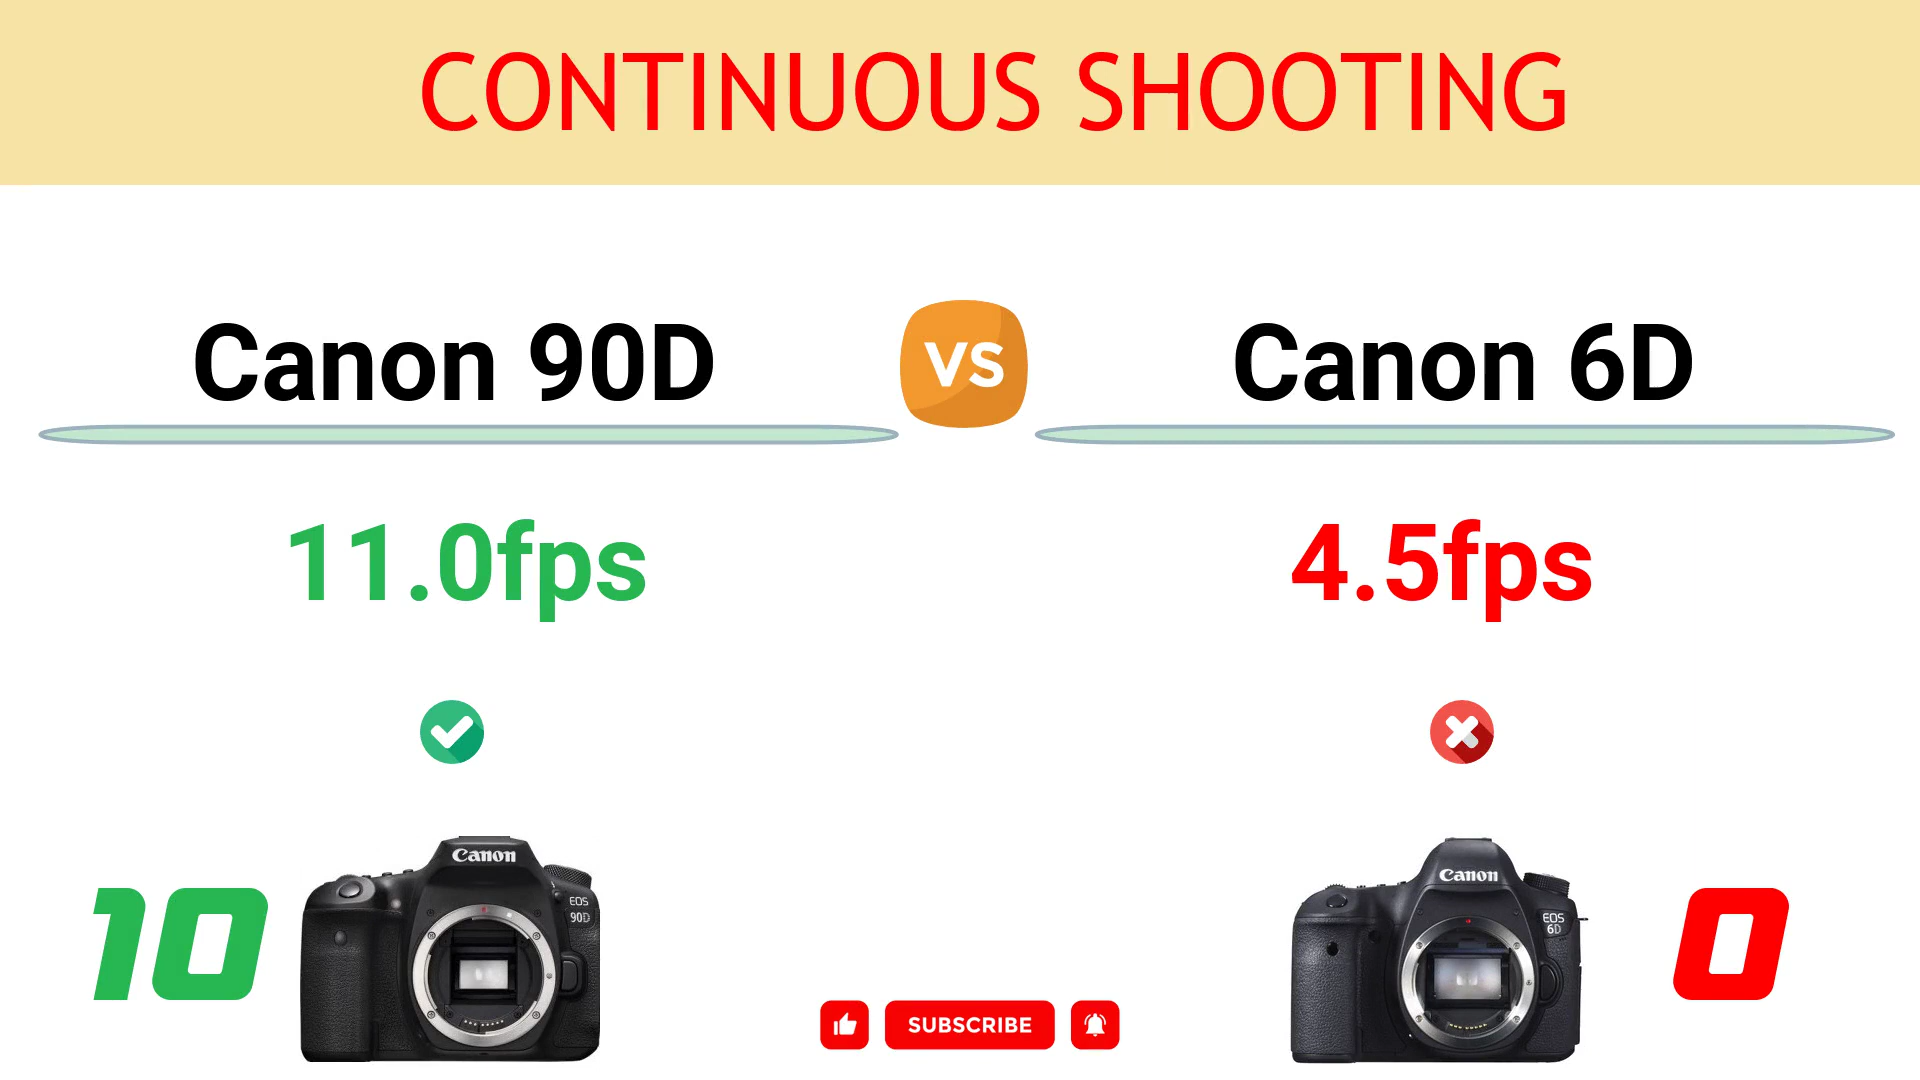 CONTINUOUS SHOOTING
Canon 90D
VS
Canon 6D
11.0fps
4.5fps
10
Canon
EOS
90D
Canon
EOS
6D
0
SUBSCRIBE